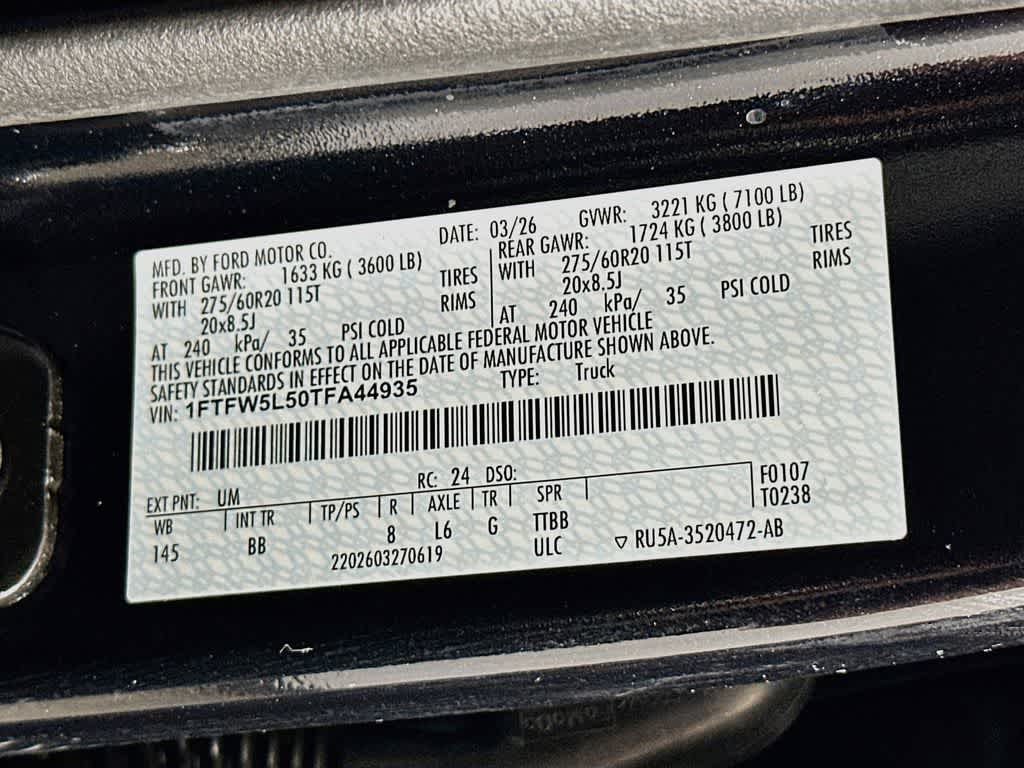 MFD. BY FORD MOTOR CO.
DATE: 03/26 GVWR: 3221 KG ( 7100 LB)
FRONT GAWR: 1633 KG ( 3600 LB)
REAR GAWR: 1724 KG ( 3800 LB)
WITH 275/60R20 115T TIRES
WITH 275/60R20 115T TIRES
20x8.5J RIMS
20x8.5J RIMS
AT 240 kPa/ 35 PSI COLD
AT 240 kPa/ 35 PSI COLD
THIS VEHICLE CONFORMS TO ALL APPLICABLE FEDERAL MOTOR VEHICLE
SAFETY STANDARDS IN EFFECT ON THE DATE OF MANUFACTURE SHOWN ABOVE.
VIN: 1FTFW5L50TFA44935 TYPE: Truck
EXT PNT: UM RC: 24 DSO:
F0107
WB INT TR TP/PS R AXLE TR SPR
T0238
145 BB 8 L6 G TTBB
2202603270619 ULC ▽ RU5A-3520472-AB